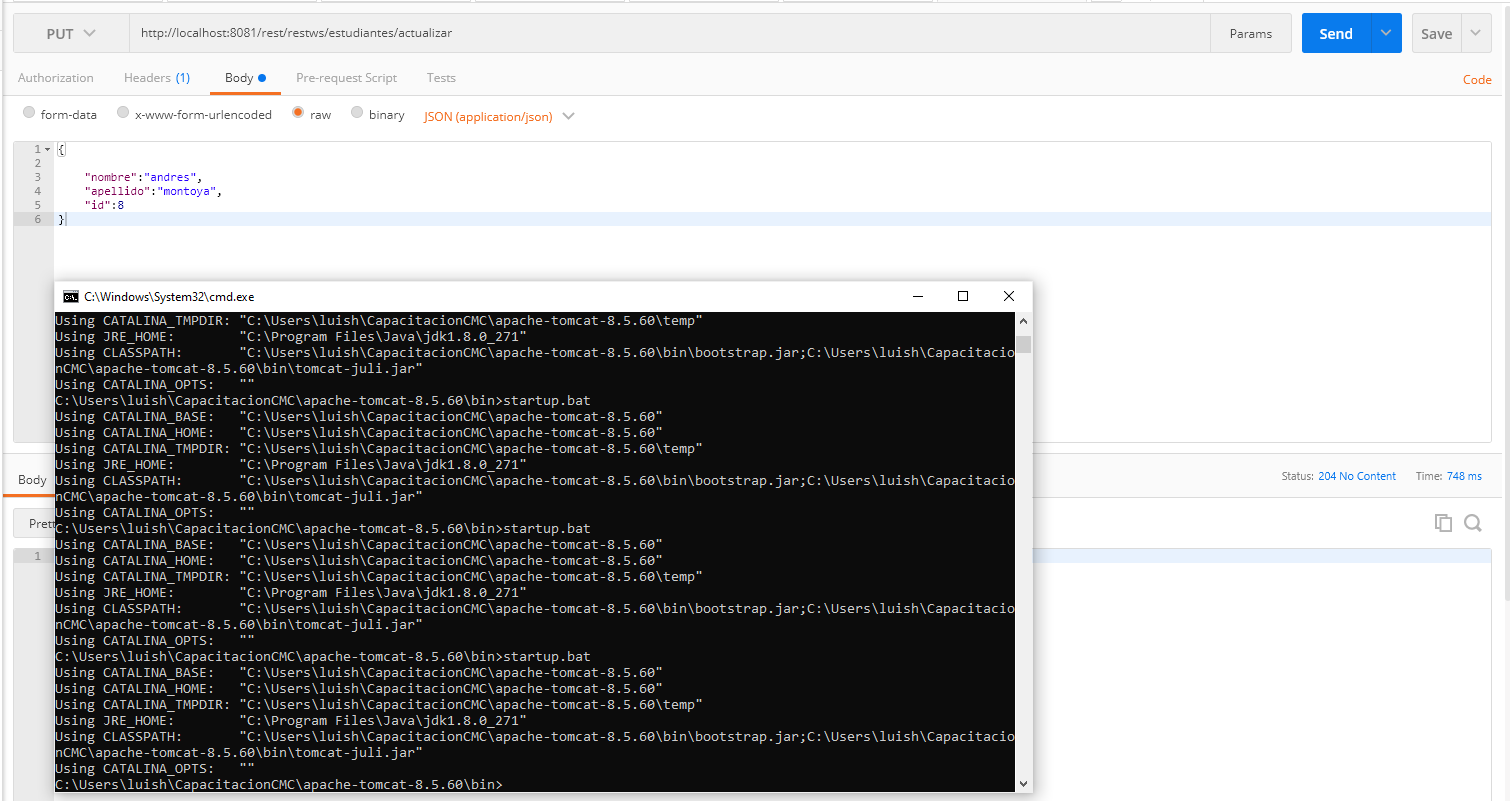 PUT http://localhost:8081/rest/restws/estudiantes/actualizar Params Send Save
Authorization Headers (1) Body Pre-request Script Tests Code
form-data x-www-form-urlencoded raw binary JSON (application/json)
1 {
2
3 "nombre":"andres",
4 "apellido":"montoya",
5 "id":8
6 }
C:\Windows\System32\cmd.exe
Using CATALINA_TMPDIR: "C:\Users\luish\CapacitacionCMC\apache-tomcat-8.5.60\temp"
Using JRE_HOME: "C:\Program Files\Java\jdk1.8.0_271"
Using CLASSPATH: "C:\Users\luish\CapacitacionCMC\apache-tomcat-8.5.60\bin\bootstrap.jar;C:\Users\luish\Capacitacio
nCMC\apache-tomcat-8.5.60\bin\tomcat-juli.jar"
Using CATALINA_OPTS: ""
C:\Users\luish\CapacitacionCMC\apache-tomcat-8.5.60\bin>startup.bat
Using CATALINA_BASE: "C:\Users\luish\CapacitacionCMC\apache-tomcat-8.5.60"
Using CATALINA_HOME: "C:\Users\luish\CapacitacionCMC\apache-tomcat-8.5.60"
Using CATALINA_TMPDIR: "C:\Users\luish\CapacitacionCMC\apache-tomcat-8.5.60\temp"
Using JRE_HOME: "C:\Program Files\Java\jdk1.8.0_271"
Using CLASSPATH: "C:\Users\luish\CapacitacionCMC\apache-tomcat-8.5.60\bin\bootstrap.jar;C:\Users\luish\Capacitacio
nCMC\apache-tomcat-8.5.60\bin\tomcat-juli.jar"
Using CATALINA_OPTS: ""
C:\Users\luish\CapacitacionCMC\apache-tomcat-8.5.60\bin>startup.bat
Using CATALINA_BASE: "C:\Users\luish\CapacitacionCMC\apache-tomcat-8.5.60"
Using CATALINA_HOME: "C:\Users\luish\CapacitacionCMC\apache-tomcat-8.5.60"
Using CATALINA_TMPDIR: "C:\Users\luish\CapacitacionCMC\apache-tomcat-8.5.60\temp"
Using JRE_HOME: "C:\Program Files\Java\jdk1.8.0_271"
Using CLASSPATH: "C:\Users\luish\CapacitacionCMC\apache-tomcat-8.5.60\bin\bootstrap.jar;C:\Users\luish\Capacitacio
nCMC\apache-tomcat-8.5.60\bin\tomcat-juli.jar"
Using CATALINA_OPTS: ""
C:\Users\luish\CapacitacionCMC\apache-tomcat-8.5.60\bin>startup.bat
Using CATALINA_BASE: "C:\Users\luish\CapacitacionCMC\apache-tomcat-8.5.60"
Using CATALINA_HOME: "C:\Users\luish\CapacitacionCMC\apache-tomcat-8.5.60"
Using CATALINA_TMPDIR: "C:\Users\luish\CapacitacionCMC\apache-tomcat-8.5.60\temp"
Using JRE_HOME: "C:\Program Files\Java\jdk1.8.0_271"
Using CLASSPATH: "C:\Users\luish\CapacitacionCMC\apache-tomcat-8.5.60\bin\bootstrap.jar;C:\Users\luish\Capacitacio
nCMC\apache-tomcat-8.5.60\bin\tomcat-juli.jar"
Using CATALINA_OPTS: ""
C:\Users\luish\CapacitacionCMC\apache-tomcat-8.5.60\bin>
Body Status: 204 No Content Time: 748 ms
Prett
1